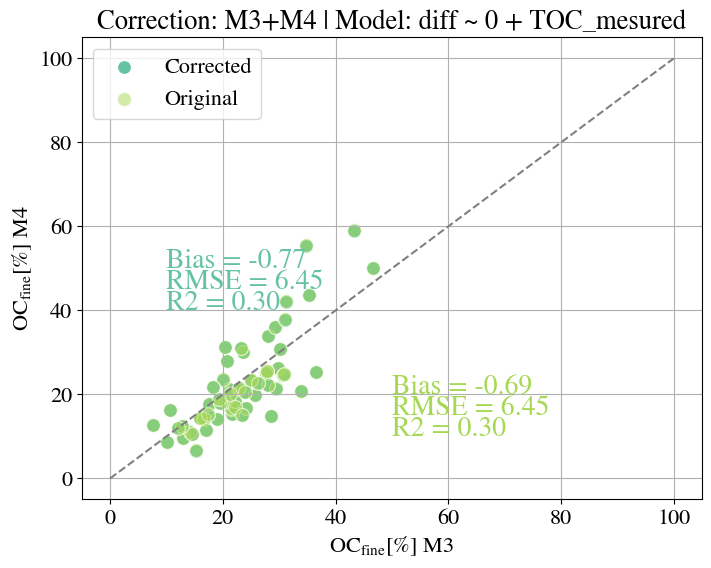 Correction: M3+M4 | Model: diff ~ 0 + TOC_mesured
Corrected
Original
100
80
60
40
20
0
OCfine[%] M4
Bias = -0.77
RMSE = 6.45
R2 = 0.30
Bias = -0.69
RMSE = 6.45
R2 = 0.30
0 20 40 60 80 100
OCfine[%] M3